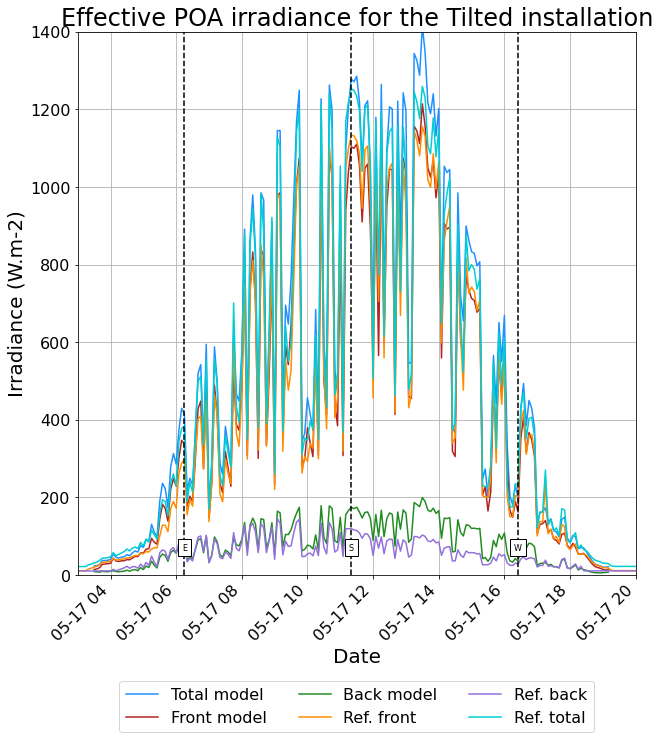 Effective POA irradiance for the Tilted installation
1400
1200
1000
800
600
400
200
0
Irradiance (W.m-2)
E
S
W
05-17 04
05-17 06
05-17 08
05-17 10
05-17 12
05-17 14
05-17 16
05-17 18
05-17 20
Date
Total model
Back model
Ref. back
Front model
Ref. front
Ref. total